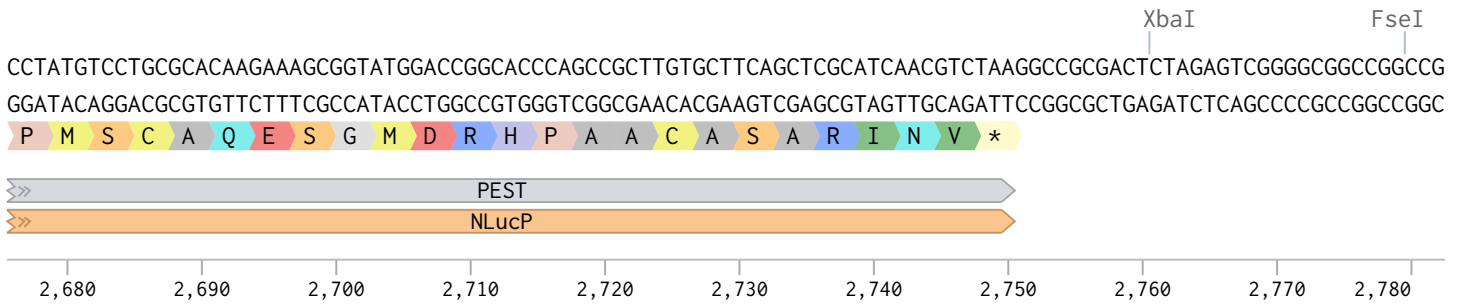 XbaI FseI
CCTATGTCCTGCGCACAAGAAAGCGGTATGGACCGGCACCCAGCCGCTTGTGCTTCAGCTCGCATCAACGTCTAAGGCCGCGACTCTAGAGTCGGGGCGGCCGGCCG
GGATACAGGACGCGTGTTCTTTCGCCATACCTGGCCGTGGGTCGGCGAACACGAAGTCGAGCGTAGTTGCAGATTCCGGCGCTGAGATCTCAGCCCCGCCGGCCGGC
P M S C A Q E S G M D R H P A A C A S A R I N V *
PEST
NLucP
2,680 2,690 2,700 2,710 2,720 2,730 2,740 2,750 2,760 2,770 2,780